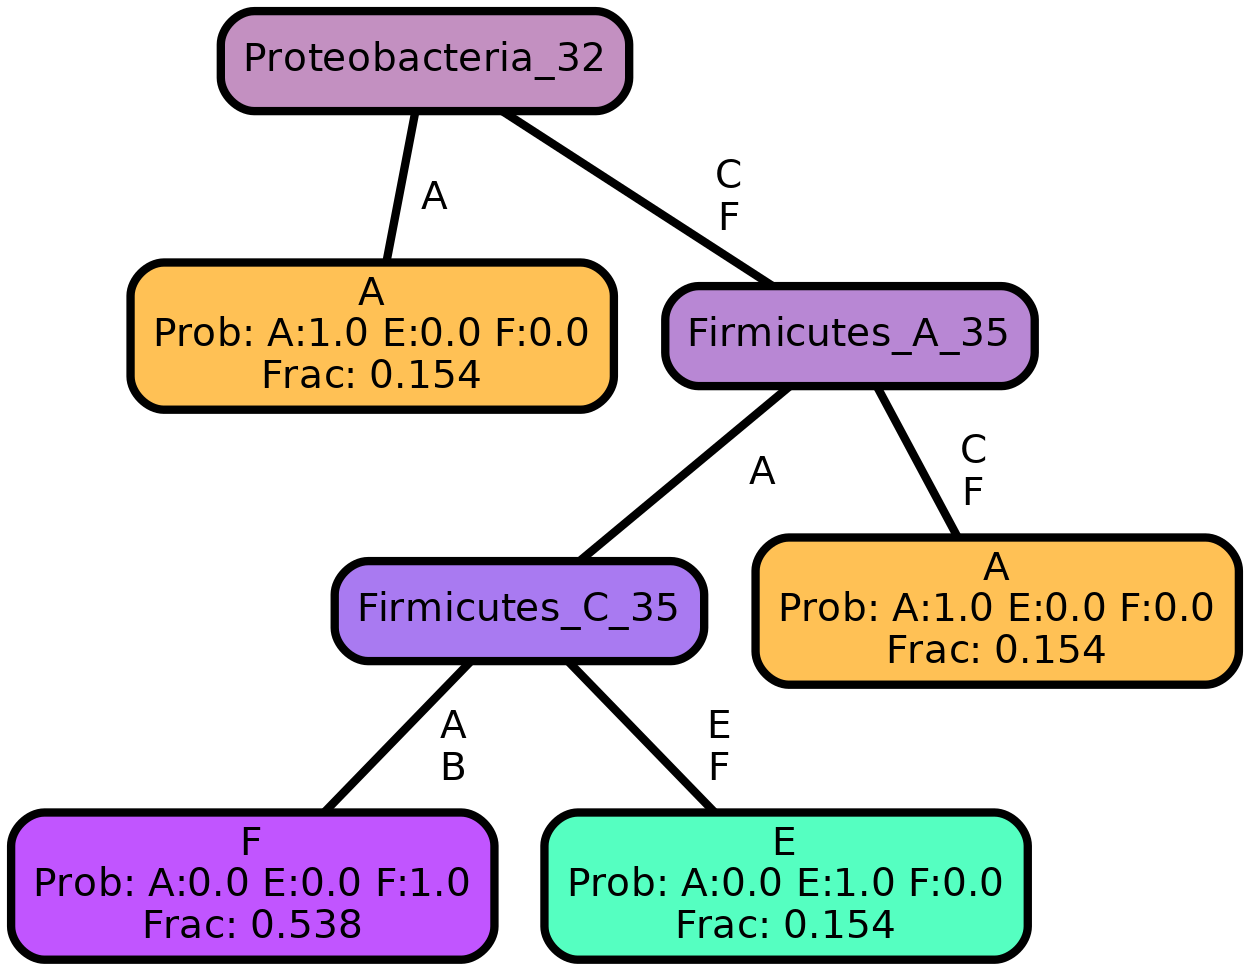 Proteobacteria_32
A
C
F
A
Prob: A:1.0 E:0.0 F:0.0
Frac: 0.154
Firmicutes_A_35
A
C
F
Firmicutes_C_35
A
Prob: A:1.0 E:0.0 F:0.0
Frac: 0.154
A
B
E
F
F
Prob: A:0.0 E:0.0 F:1.0
Frac: 0.538
E
Prob: A:0.0 E:1.0 F:0.0
Frac: 0.154